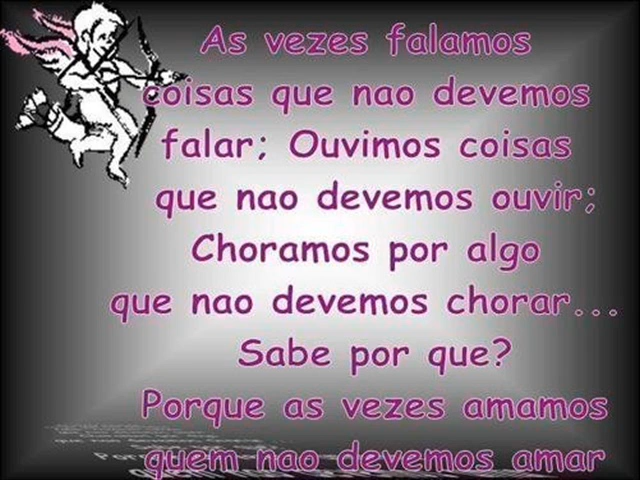 As vezes falamos
coisas que nao devemos
falar; Ouvimos coisas
que nao devemos ouvir;
Choramos por algo
que nao devemos chorar...
Sabe por que?
Porque as vezes amamos
quem nao devemos amar